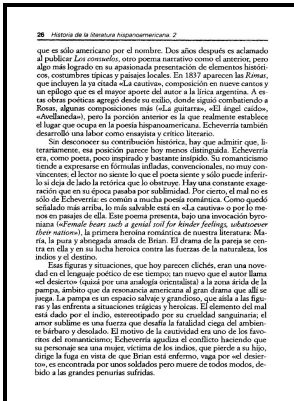 26 Historia de la literatura hispanoamericana. 2
que es sólo americano por el nombre. Dos años después es aclamado
al publicar Los consuelos, otro poema narrativo como el anterior, pero
algo más logrado en su apasionada presentación de elementos históri-
cos, costumbres típicas y paisajes locales. En 1837 aparecen las Rimas,
que incluyen la ya citada «La cautiva», composición en nueve cantos y
un epílogo que es el mayor aporte del autor a la lírica argentina. A es-
tas obras poéticas agregó desde su exilio, donde siguió combatiendo a
Rosas, algunas composiciones más («La guitarra», «El ángel caído»,
«Avellaneda»), pero la porción anterior es la que realmente establece
el lugar que ocupa en la poesía hispanoamericana. Echeverría también
desarrolló una labor como ensayista y crítico literario.
Sin desconocer su contribución histórica, hay que admitir que, li-
terariamente, esa posición parece hoy menos distinguida. Echeverría
era, como poeta, poco inspirado y bastante insípido. Su romanticismo
tiende a expresarse en fórmulas infladas, convencionales, no muy con-
vincentes; el lector no siente lo que el poeta siente y sólo puede inferir-
lo si deja de lado la retórica que lo obstruye. Hay una constante exage-
ración que en su época pasaba por sublimidad. Por cierto, el mal no es
sólo de Echeverría: es común a mucha poesía romántica. Como quedó
señalado más arriba, lo más salvable está en «La cautiva» o por lo me-
nos en pasajes de ella. Este poema presenta, bajo una invocación byro-
niana («Female bears such a genial soil for kinder feelings, whatsoever
their nation»), la primera heroína romántica de nuestra literatura: Ma-
ría, la pura y abnegada amada de Brian. El drama de la pareja se cen-
tra en ella y en su lucha heroica contra las fuerzas de la naturaleza, los
indios y el destino.
Esas figuras y situaciones, que hoy parecen clichés, eran una nove-
dad en el lenguaje poético de ese tiempo; tan nuevo que el autor llama
«el desierto» (quizá por una analogía orientalista) a la zona árida de la
pampa, ámbito que da resonancia americana al gran drama que allí se
juega. La pampa es un espacio salvaje y grandioso, que aísla a las figu-
ras y las enfrenta a situaciones trágicas y heroicas. El elemento del mal
está dado por el indio, estereotipado por su crueldad sanguinaria; el
amor sublime es una fuerza que desafía la fatalidad ciega del ambien-
te bárbaro y desolado. El motivo de la cautividad era uno de los favo-
ritos del romanticismo; Echeverría agudiza el conflicto haciendo que
su personaje sea una mujer, víctima de los indios, que pierde a su hijo,
dirige la fuga en vista de que Brian está enfermo, vaga por «el desier-
to», es encontrada por unos soldados pero muere de todos modos, de-
bido a las grandes penurias sufridas.